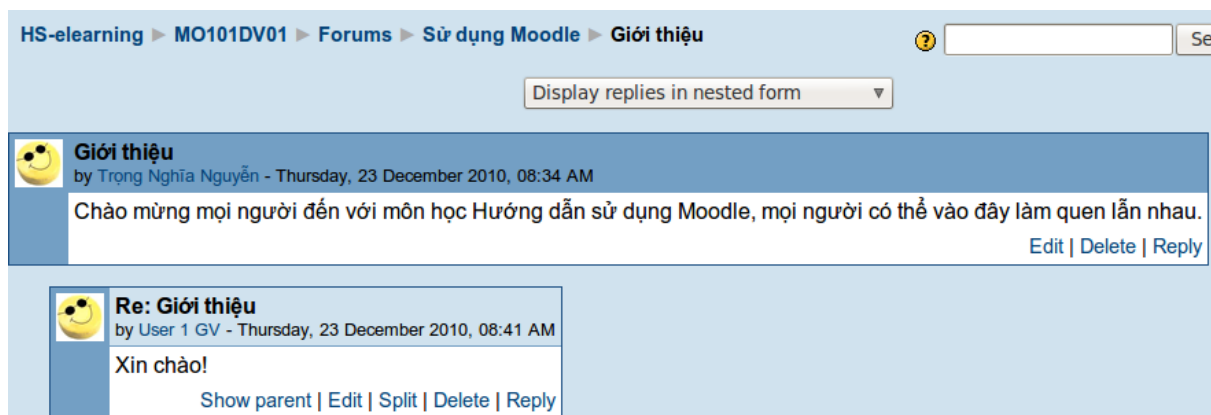 HS-elearning ► MO101DV01 ► Forums ► Sử dụng Moodle ► Giới thiệu
Se
Display replies in nested form
Giới thiệu
by Trọng Nghĩa Nguyễn - Thursday, 23 December 2010, 08:34 AM
Chào mừng mọi người đến với môn học Hướng dẫn sử dụng Moodle, mọi người có thể vào đây làm quen lẫn nhau.
Edit | Delete | Reply
Re: Giới thiệu
by User 1 GV - Thursday, 23 December 2010, 08:41 AM
Xin chào!
Show parent | Edit | Split | Delete | Reply